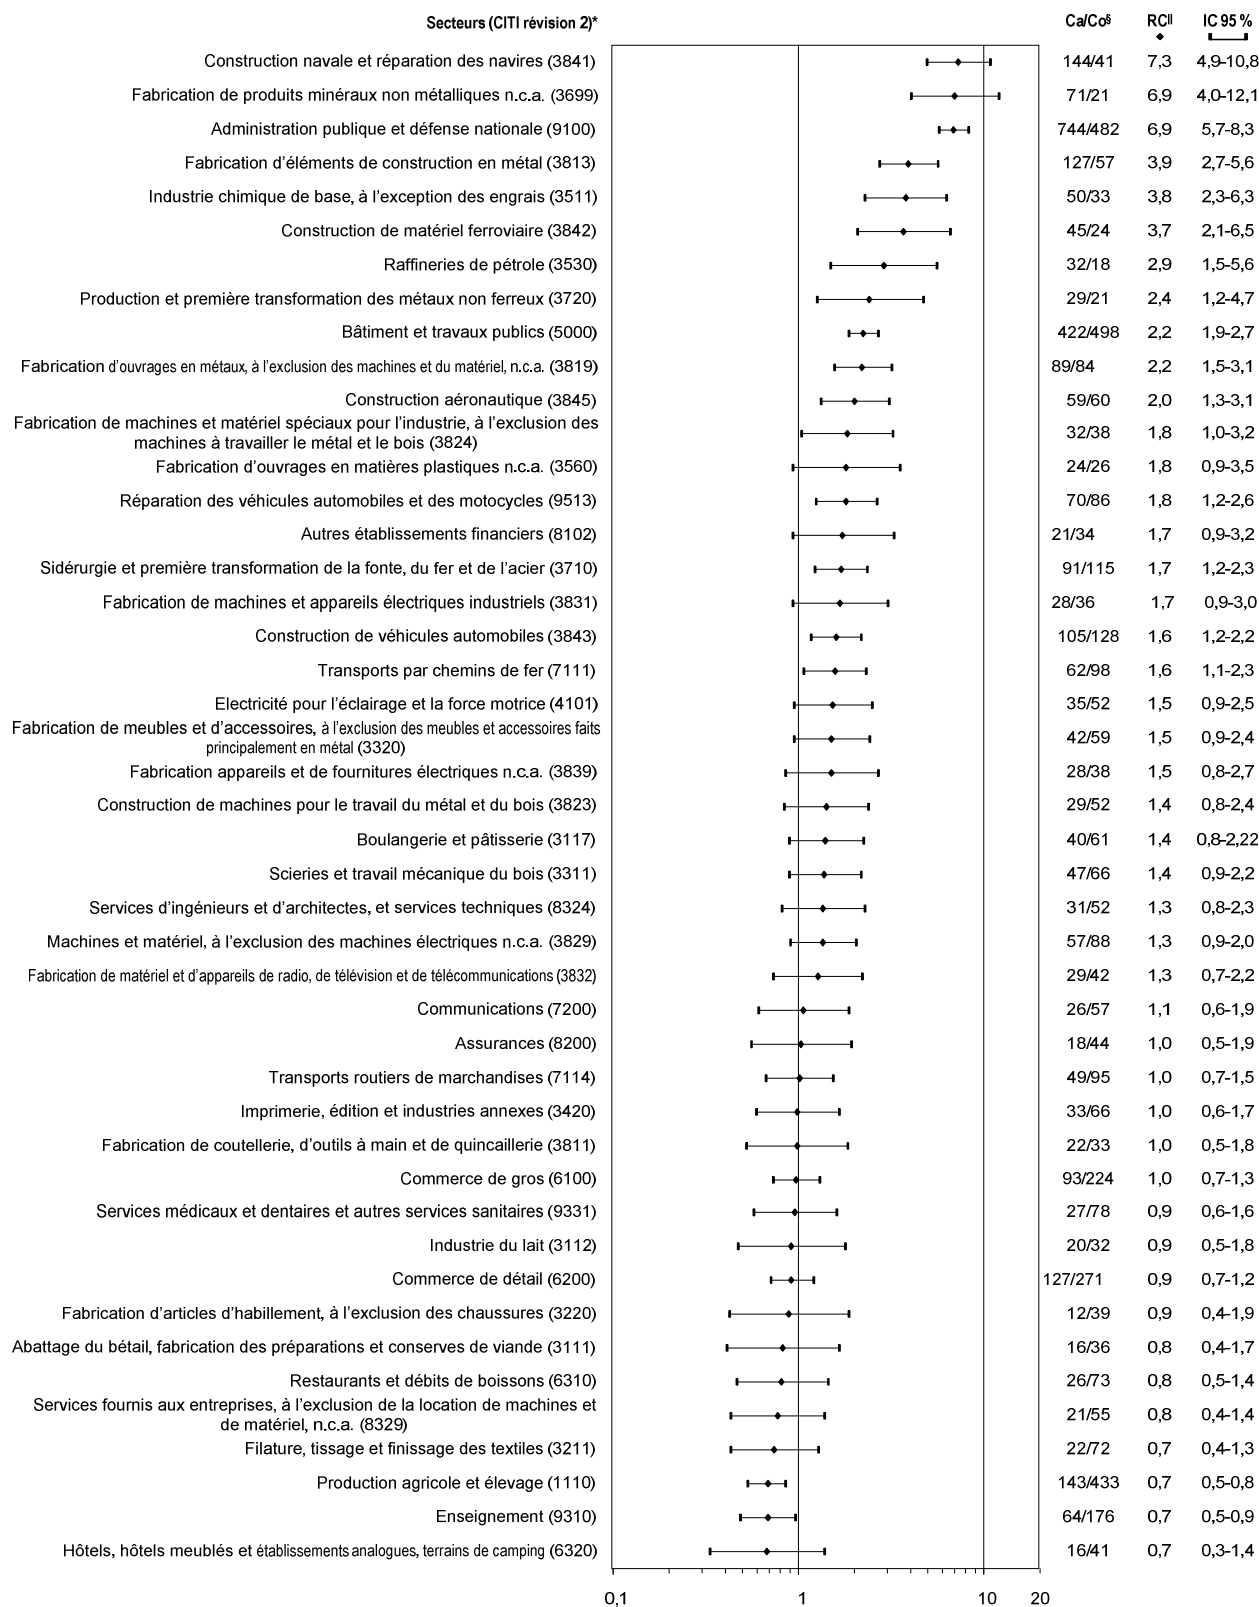 Secteurs (CITI révision 2)* Ca/Co§ RC|| IC 95 %
Construction navale et réparation des navires (3841) 144/41 7,3 4,9-10,8
Fabrication de produits minéraux non métalliques n.c.a. (3699) 71/21 6,9 4,0-12,1
Administration publique et défense nationale (9100) 744/482 6,9 5,7-8,3
Fabrication d'éléments de construction en métal (3813) 127/57 3,9 2,7-5,6
Industrie chimique de base, à l'exception des engrais (3511) 50/33 3,8 2,3-6,3
Construction de matériel ferroviaire (3842) 45/24 3,7 2,1-6,5
Raffineries de pétrole (3530) 32/18 2,9 1,5-5,6
Production et première transformation des métaux non ferreux (3720) 29/21 2,4 1,2-4,7
Bâtiment et travaux publics (5000) 422/498 2,2 1,9-2,7
Fabrication d'ouvrages en métaux, à l'exclusion des machines et du matériel, n.c.a. (3819) 89/84 2,2 1,5-3,1
Construction aéronautique (3845) 59/60 2,0 1,3-3,1
Fabrication de machines et matériel spéciaux pour l'industrie, à l'exclusion des
machines à travailler le métal et le bois (3824) 32/38 1,8 1,0-3,2
Fabrication d'ouvrages en matières plastiques n.c.a. (3560) 24/26 1,8 0,9-3,5
Réparation des véhicules automobiles et des motocycles (9513) 70/86 1,8 1,2-2,6
Autres établissements financiers (8102) 21/34 1,7 0,9-3,2
Sidérurgie et première transformation de la fonte, du fer et de l'acier (3710) 91/115 1,7 1,2-2,3
Fabrication de machines et appareils électriques industriels (3831) 28/36 1,7 0,9-3,0
Construction de véhicules automobiles (3843) 105/128 1,6 1,2-2,2
Transports par chemins de fer (7111) 62/98 1,6 1,1-2,3
Electricité pour l'éclairage et la force motrice (4101) 35/52 1,5 0,9-2,5
Fabrication de meubles et d'accessoires, à l'exclusion des meubles et accessoires faits
principalement en métal (3320) 42/59 1,5 0,9-2,4
Fabrication appareils et de fournitures électriques n.c.a. (3839) 28/38 1,5 0,8-2,7
Construction de machines pour le travail du métal et du bois (3823) 29/52 1,4 0,8-2,4
Boulangerie et pâtisserie (3117) 40/61 1,4 0,8-2,22
Scieries et travail mécanique du bois (3311) 47/66 1,4 0,9-2,2
Services d'ingénieurs et d'architectes, et services techniques (8324) 31/52 1,3 0,8-2,3
Machines et matériel, à l'exclusion des machines électriques n.c.a. (3829) 57/88 1,3 0,9-2,0
Fabrication de matériel et d'appareils de radio, de télévision et de télécommunications (3832) 29/42 1,3 0,7-2,2
Communications (7200) 26/57 1,1 0,6-1,9
Assurances (8200) 18/44 1,0 0,5-1,9
Transports routiers de marchandises (7114) 49/95 1,0 0,7-1,5
Imprimerie, édition et industries annexes (3420) 33/66 1,0 0,6-1,7
Fabrication de coutellerie, d'outils à main et de quincaillerie (3811) 22/33 1,0 0,5-1,8
Commerce de gros (6100) 93/224 1,0 0,7-1,3
Services médicaux et dentaires et autres services sanitaires (9331) 27/78 0,9 0,6-1,6
Industrie du lait (3112) 20/32 0,9 0,5-1,8
Commerce de détail (6200) 127/271 0,9 0,7-1,2
Fabrication d'articles d'habillement, à l'exclusion des chaussures (3220) 12/39 0,9 0,4-1,9
Abattage du bétail, fabrication des préparations et conserves de viande (3111) 16/36 0,8 0,4-1,7
Restaurants et débits de boissons (6310) 26/73 0,8 0,5-1,4
Services fournis aux entreprises, à l'exclusion de la location de machines et
de matériel, n.c.a. (8329) 21/55 0,8 0,4-1,4
Filature, tissage et finissage des textiles (3211) 22/72 0,7 0,4-1,3
Production agricole et élevage (1110) 143/433 0,7 0,5-0,8
Enseignement (9310) 64/176 0,7 0,5-0,9
Hôtels, hôtels meublés et établissements analogues, terrains de camping (6320) 16/41 0,7 0,3-1,4
0,1 1 10 20